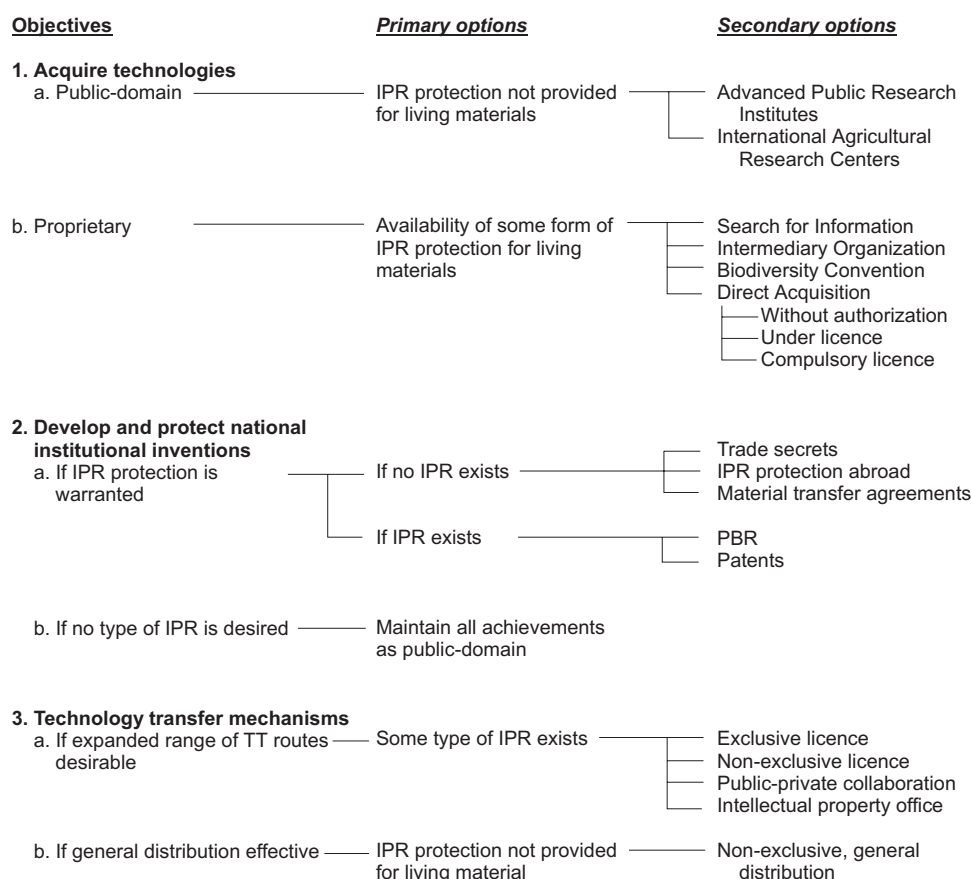 Objectives Primary options Secondary options
1. Acquire technologies
a. Public-domain IPR protection not provided Advanced Public Research
for living materials Institutes
International Agricultural
Research Centers
b. Proprietary Availability of some form of Search for Information
IPR protection for living Intermediary Organization
materials Biodiversity Convention
Direct Acquisition
Without authorization
Under licence
Compulsory licence
2. Develop and protect national
institutional inventions Trade secrets
a. If IPR protection is If no IPR exists IPR protection abroad
warranted Material transfer agreements
If IPR exists PBR
Patents
b. If no type of IPR is desired Maintain all achievements
as public-domain
3. Technology transfer mechanisms
a. If expanded range of TT routes Some type of IPR exists Exclusive licence
desirable Non-exclusive licence
Public-private collaboration
Intellectual property office
b. If general distribution effective IPR protection not provided Non-exclusive, general
for living material distribution